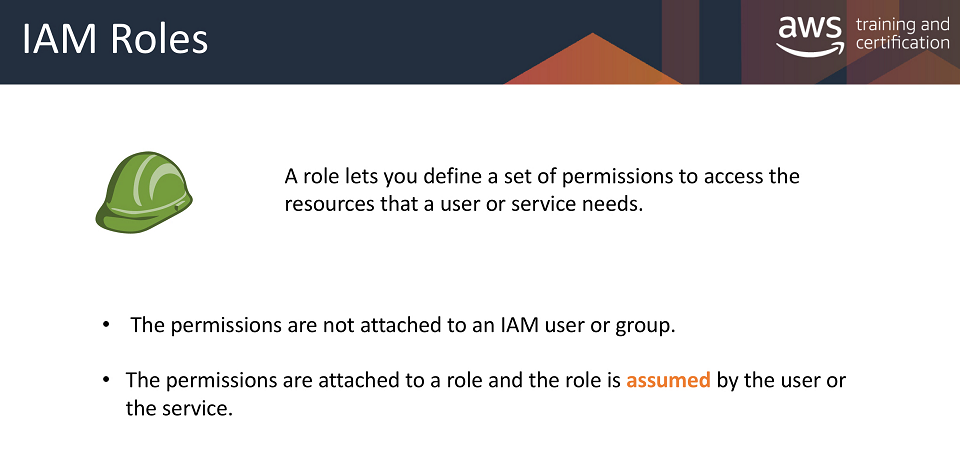 IAM Roles
aws training and
certification
A role lets you define a set of permissions to access the
resources that a user or service needs.
• The permissions are not attached to an IAM user or group.
• The permissions are attached to a role and the role is assumed by the user or
the service.